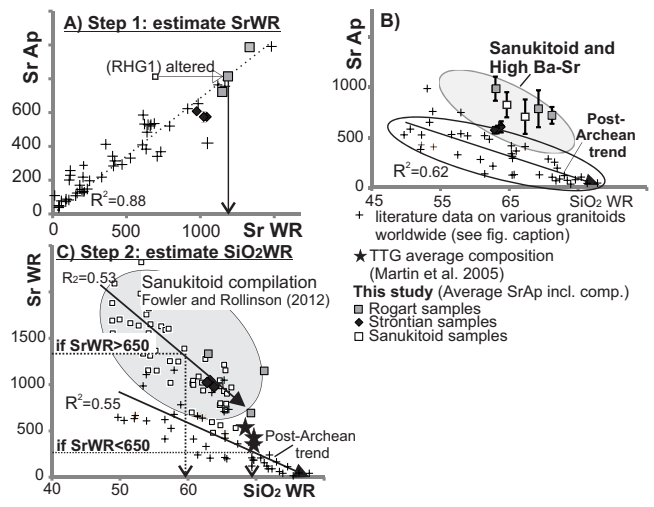 A) Step 1: estimate SrWR
Sr Ap
800
600
400
200
0
(RHG1) altered
R²=0.88
0
500
1000
Sr WR
B)
Sr Ap
1000
500
0
Sanukitoid and
High Ba-Sr
Post-
Archean
trend
R²=0.62
45
55
65
SiO₂ WR
+ literature data on various granitoids
worldwide (see fig. caption)
★ TTG average composition
(Martin et al. 2005)
This study (Average SrAp incl. comp.)
Rogart samples
Strontian samples
Sanukitoid samples
C) Step 2: estimate SiO₂WR
Sr WR
R₂=0.53
Sanukitoid compilation
Fowler and Rollinson (2012)
1500
if SrWR>650
1000
R²=0.55
500
if SrWR<650
Post-Archean
trend
0
40
50
60
SiO₂ WR